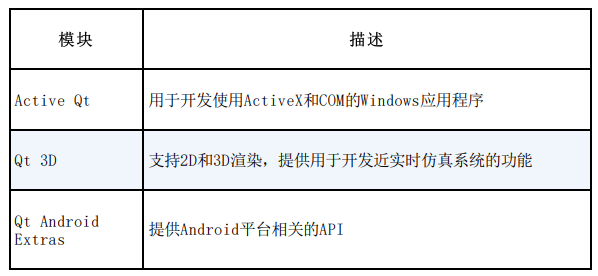 模块
描述
Active Qt
用于开发使用ActiveX和COM的Windows应用程序
Qt 3D
支持2D和3D渲染，提供用于开发近实时仿真系统的功能
Qt Android
Extras
提供Android平台相关的API